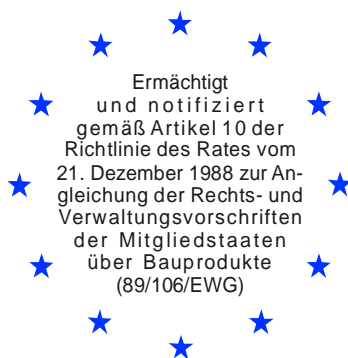 Ermächtigt
und notifiziert
gemäß Artikel 10 der
Richtlinie des Rates vom
21. Dezember 1988 zur An-
gleichung der Rechts- und
Verwaltungsvorschriften
der Mitgliedstaaten
über Bauprodukte
(89/106/EWG)